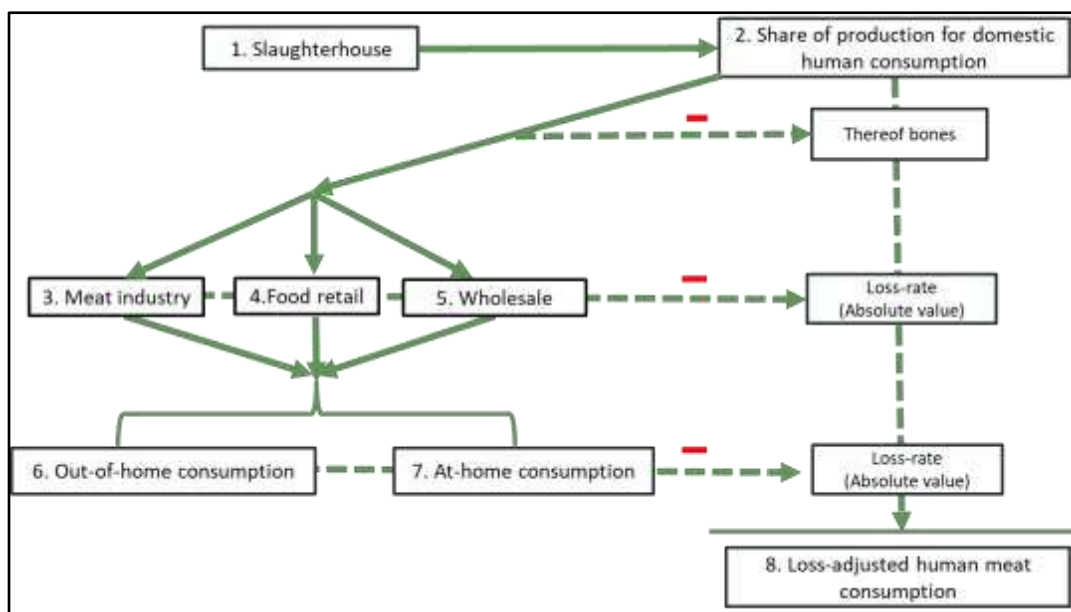 1. Slaughterhouse
2. Share of production for domestic
human consumption
Thereof bones
3. Meat industry
4.Food retail
5. Wholesale
Loss-rate
(Absolute value)
6. Out-of-home consumption
7. At-home consumption
Loss-rate
(Absolute value)
8. Loss-adjusted human meat
consumption